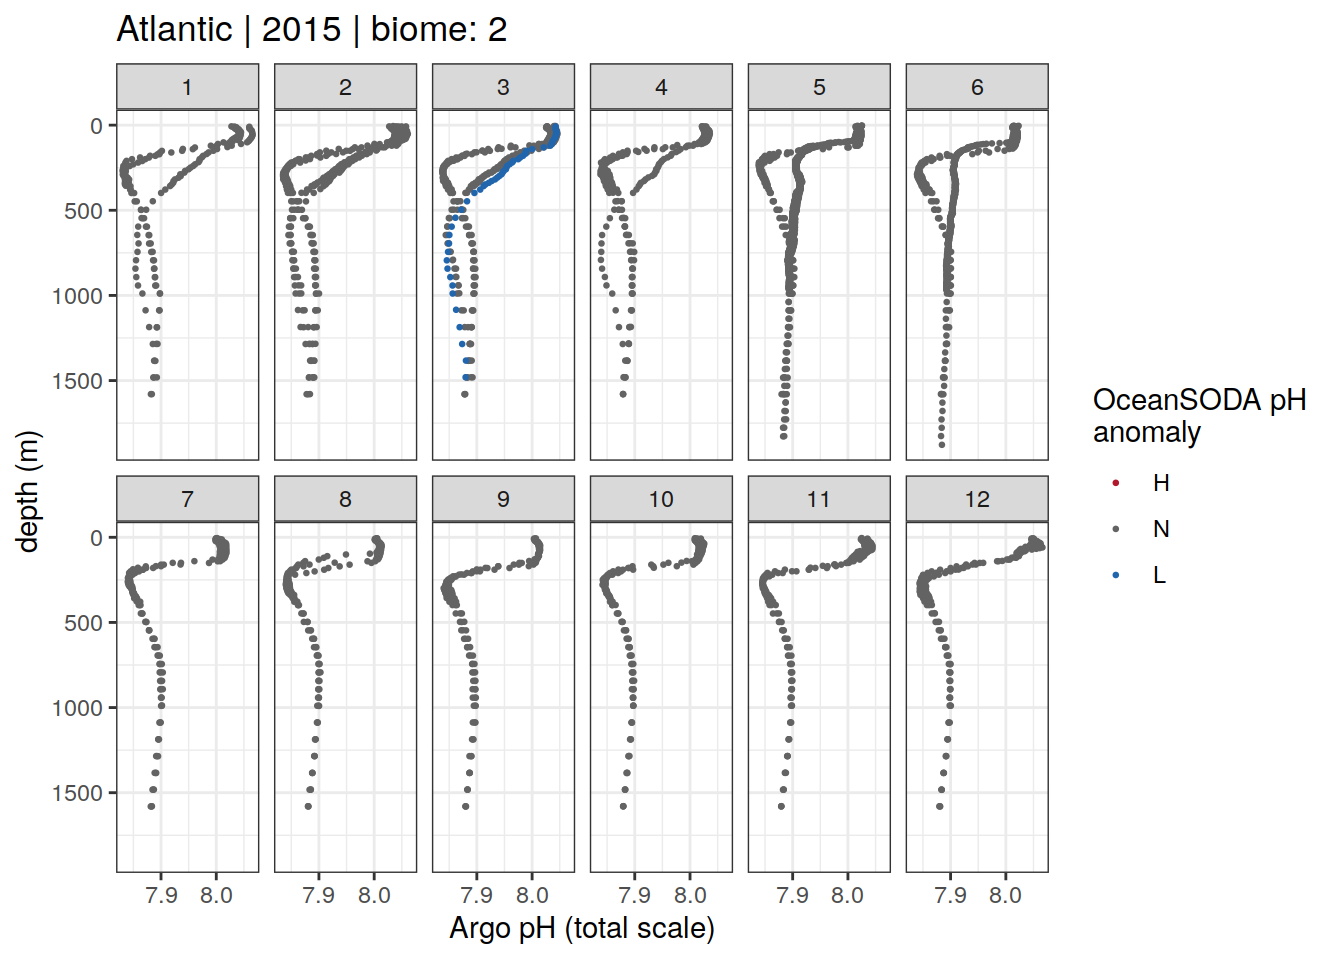 Atlantic | 2015 | biome: 2
1 2 3 4 5 6
0
500
1000
1500
7 8 9 10 11 12
0
500
1000
1500
7.9 8.0 7.9 8.0 7.9 8.0 7.9 8.0 7.9 8.0 7.9 8.0
Argo pH (total scale)
depth (m)
OceanSODA pH
anomaly
H
N
L